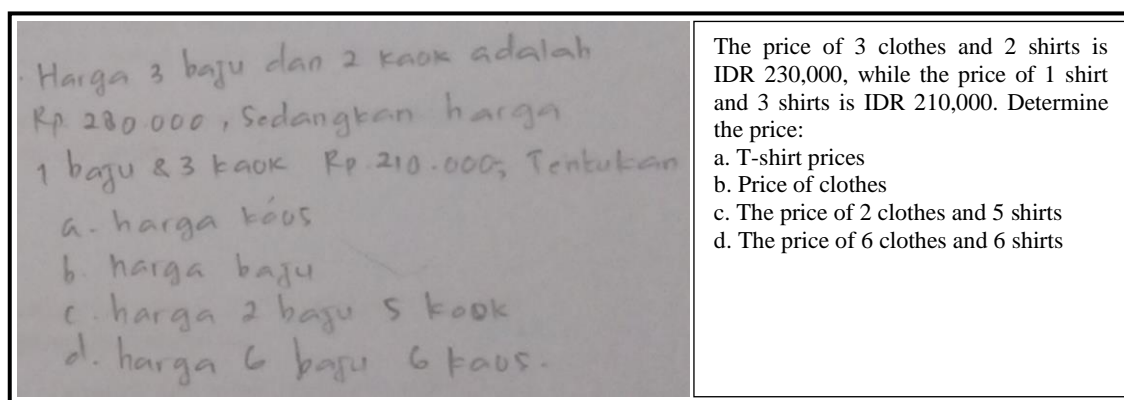 Harga 3 baju dan 2 kaok adalah
Rp. 280.000, Sedangkan harga
1 baju & 3 kaok Rp. 210.000,-, Tentukan
a. harga kaos
b. harga baju
c. harga 2 baju 5 kaok
d. harga 6 baju 6 kaos.
The price of 3 clothes and 2 shirts is
IDR 230,000, while the price of 1 shirt
and 3 shirts is IDR 210,000. Determine
the price:
a. T-shirt prices
b. Price of clothes
c. The price of 2 clothes and 5 shirts
d. The price of 6 clothes and 6 shirts